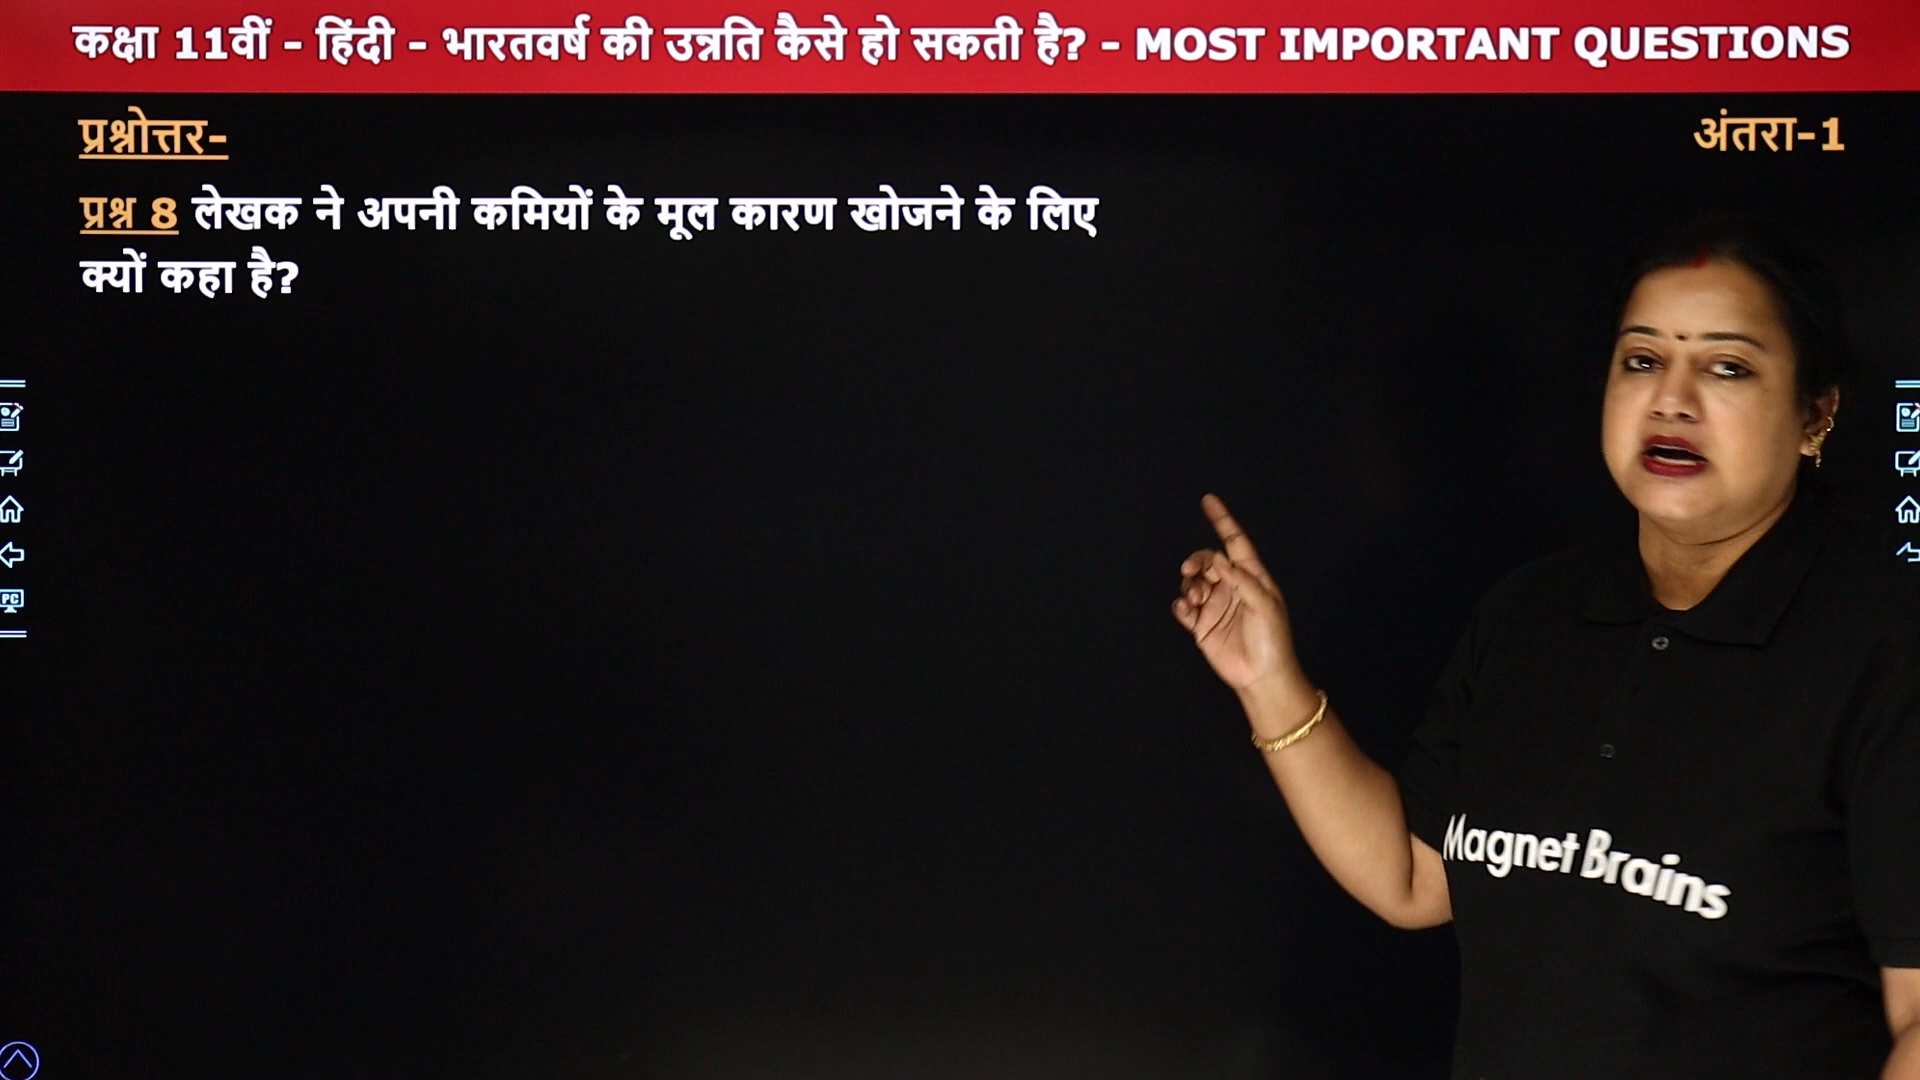 कक्षा 11वीं - हिंदी - भारतवर्ष की उन्नति कैसे हो सकती है? - MOST IMPORTANT QUESTIONS
प्रश्नोत्तर-
अंतरा-1
प्रश्न 8 लेखक ने अपनी कमियों के मूल कारण खोजने के लिए
क्यों कहा है?
PC
Magnet Brains